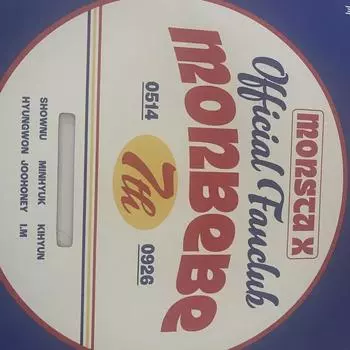 MONSTA X
Official Fanclub
MONBEBE
0514 7th 0926
SHOWNU MINHYUK KIHYUN
HYUNGWON JOOHONEY I.M